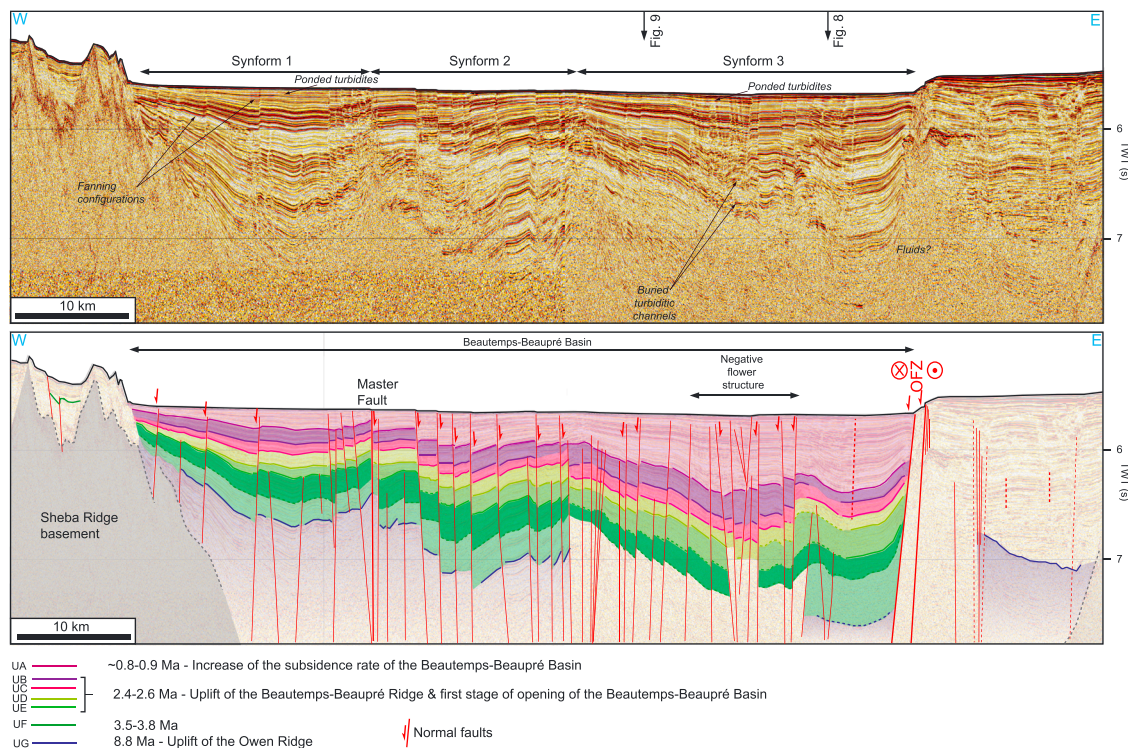 W
E
Fig. 9
Fig. 8
Synform 1
Synform 2
Synform 3
Ponded turbidites
Ponded turbidites
6
TWT (s)
Fanning
configurations
7
Fluids?
Buried
turbiditic
channels
10 km
W
E
Beautemps-Beaupré Basin
Negative
flower
structure
OFZ
Master
Fault
6
TWT (s)
Sheba Ridge
basement
7
10 km
UA
~0.8-0.9 Ma - Increase of the subsidence rate of the Beautemps-Beaupré Basin
UB
UC
2.4-2.6 Ma - Uplift of the Beautemps-Beaupré Ridge & first stage of opening of the Beautemps-Beaupré Basin
UD
UE
UF
3.5-3.8 Ma
Normal faults
UG
8.8 Ma - Uplift of the Owen Ridge